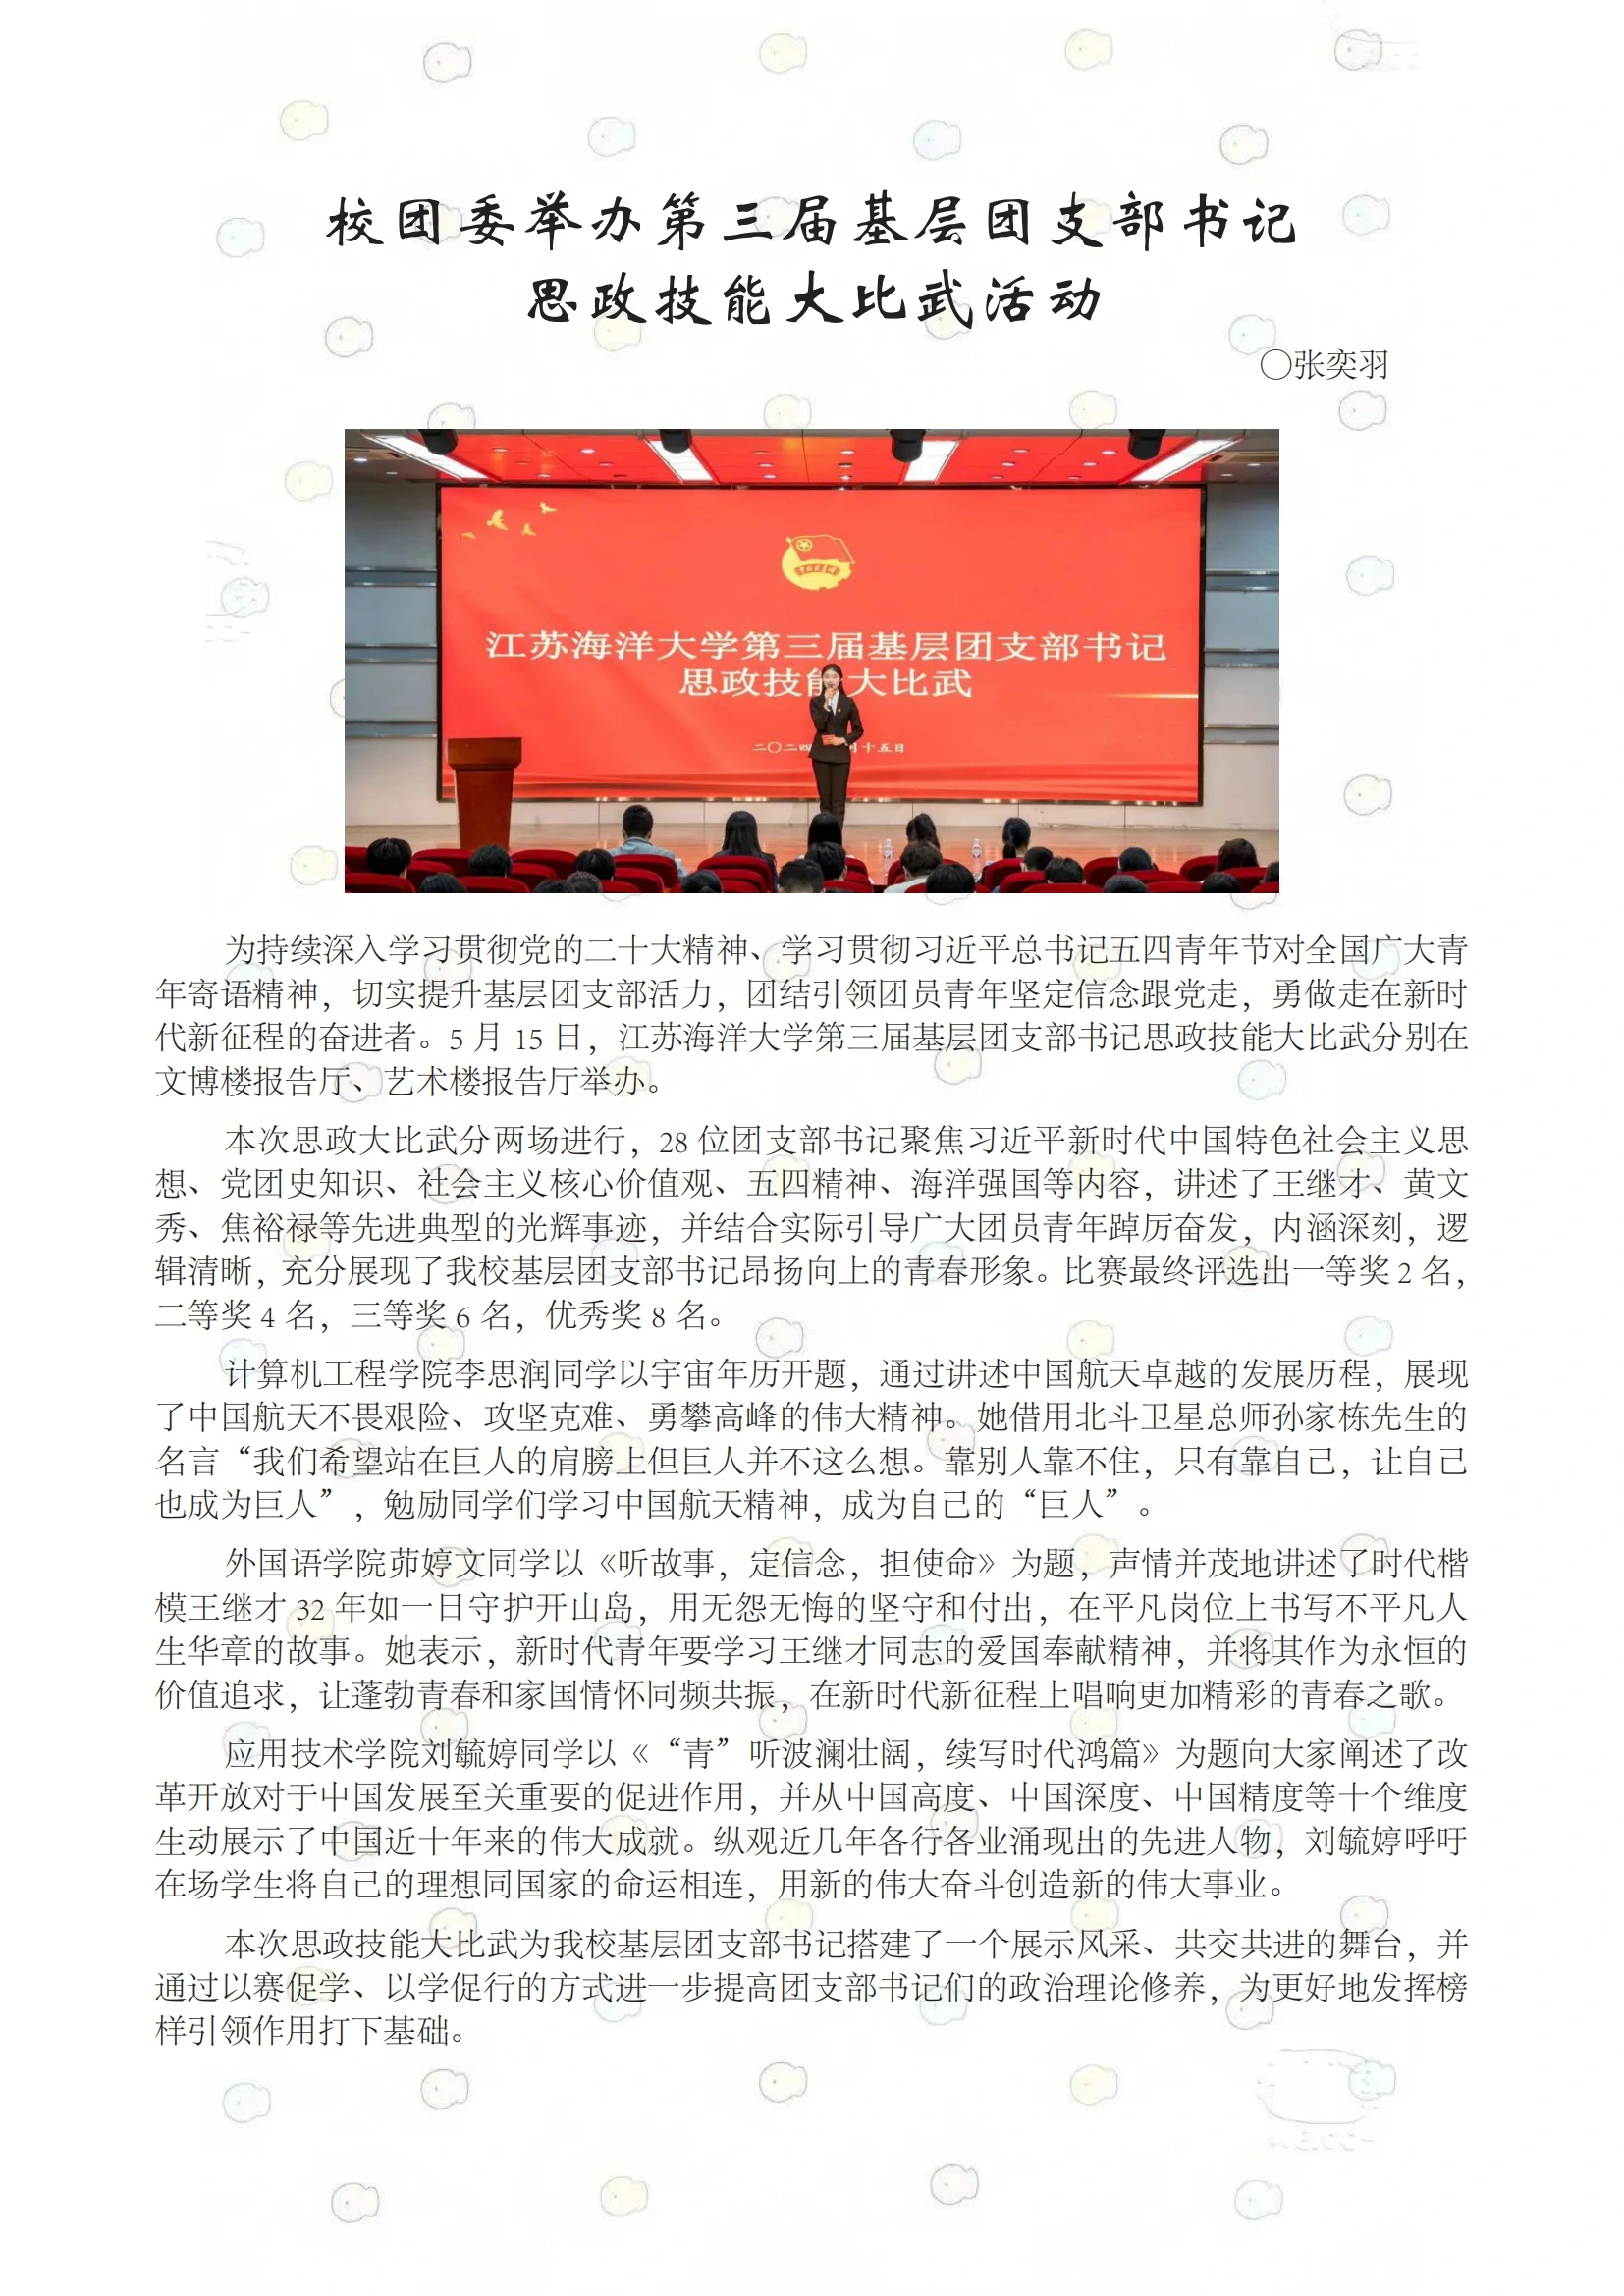 校团委举办第三届基层团支部书记
思政技能大比武活动
○张奕羽
江苏海洋大学第三届基层团支部书记
思政技能大比武
二〇二四 月十五日
为持续深入学习贯彻党的二十大精神、学习贯彻习近平总书记五四青年节对全国广大青
年寄语精神，切实提升基层团支部活力，团结引领团员青年坚定信念跟党走，勇做走在新时
代新征程的奋进者。5 月 15 日，江苏海洋大学第三届基层团支部书记思政技能大比武分别在
文博楼报告厅、艺术楼报告厅举办。
本次思政大比武分两场进行，28 位团支部书记聚焦习近平新时代中国特色社会主义思
想、党团史知识、社会主义核心价值观、五四精神、海洋强国等内容，讲述了王继才、黄文
秀、焦裕禄等先进典型的光辉事迹，并结合实际引导广大团员青年踔厉奋发，内涵深刻，逻
辑清晰，充分展现了我校基层团支部书记昂扬向上的青春形象。比赛最终评选出一等奖 2 名，
二等奖 4 名，三等奖 6 名，优秀奖 8 名。
计算机工程学院李思润同学以宇宙年历开题，通过讲述中国航天卓越的发展历程，展现
了中国航天不畏艰险、攻坚克难、勇攀高峰的伟大精神。她借用北斗卫星总师孙家栋先生的
名言“我们希望站在巨人的肩膀上但巨人并不这么想。靠别人靠不住，只有靠自己，让自己
也成为巨人”，勉励同学们学习中国航天精神，成为自己的“巨人”。
外国语学院茆婷文同学以《听故事，定信念，担使命》为题，声情并茂地讲述了时代楷
模王继才 32 年如一日守护开山岛，用无怨无悔的坚守和付出，在平凡岗位上书写不平凡人
生华章的故事。她表示，新时代青年要学习王继才同志的爱国奉献精神，并将其作为永恒的
价值追求，让蓬勃青春和家国情怀同频共振，在新时代新征程上唱响更加精彩的青春之歌。
应用技术学院刘毓婷同学以《“青”听波澜壮阔，续写时代鸿篇》为题向大家阐述了改
革开放对于中国发展至关重要的促进作用，并从中国高度、中国深度、中国精度等十个维度
生动展示了中国近十年来的伟大成就。纵观近几年各行各业涌现出的先进人物，刘毓婷呼吁
在场学生将自己的理想同国家的命运相连，用新的伟大奋斗创造新的伟大事业。
本次思政技能大比武为我校基层团支部书记搭建了一个展示风采、共交共进的舞台，并
通过以赛促学、以学促行的方式进一步提高团支部书记们的政治理论修养，为更好地发挥榜
样引领作用打下基础。